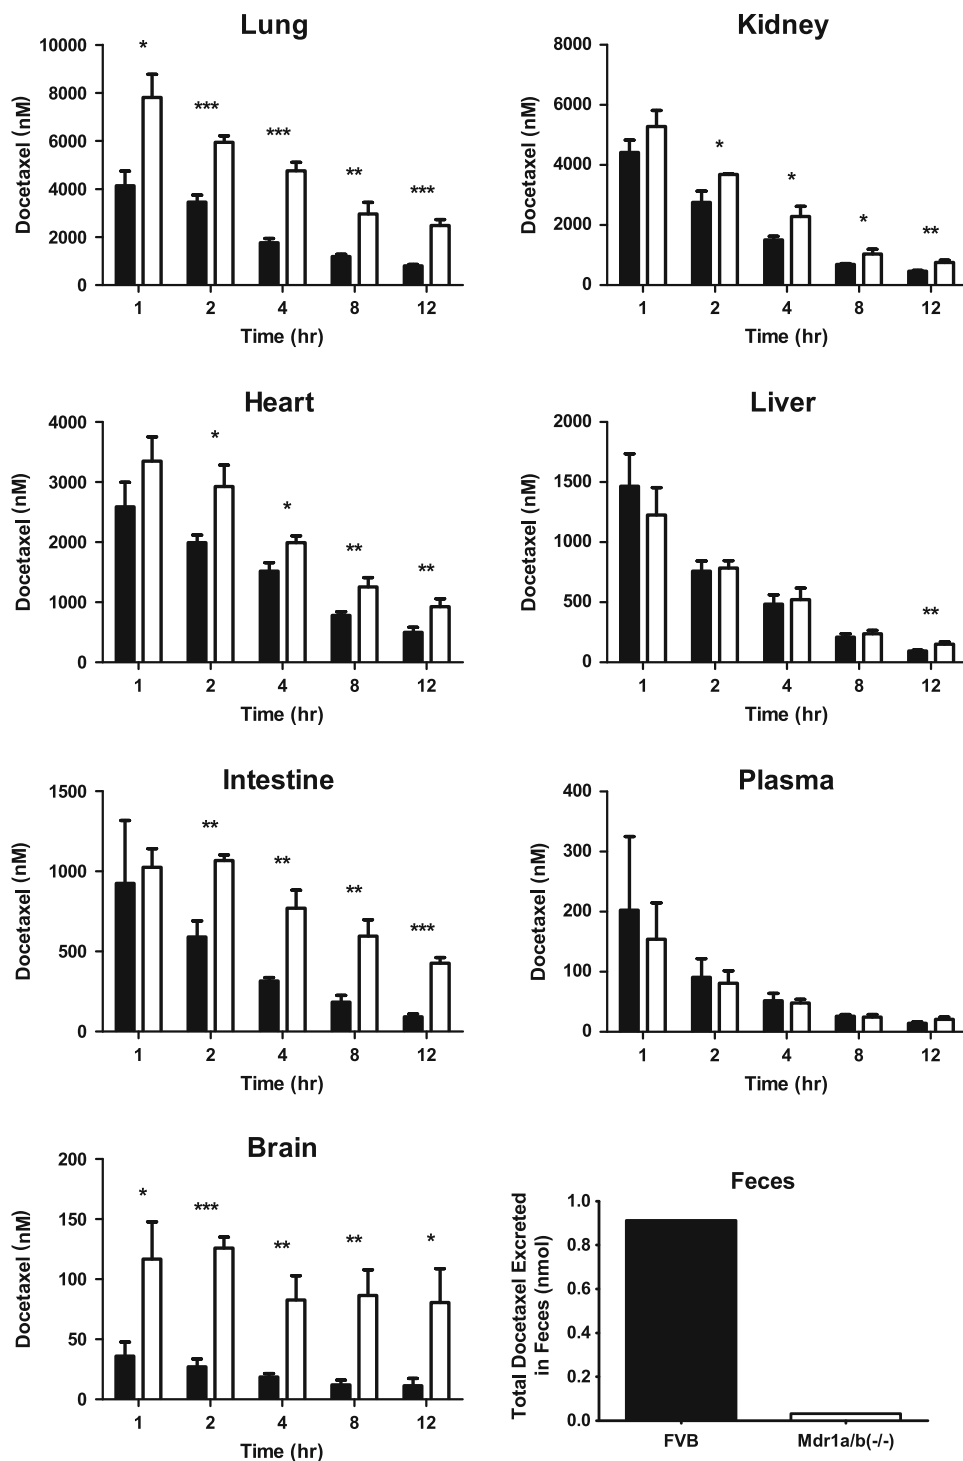 Lung
Docetaxel (nM)
10000
8000
6000
4000
2000
0
*
***
***
**
***
1 2 4 8 12
Time (hr)
Kidney
Docetaxel (nM)
8000
6000
4000
2000
0
*
*
*
**
1 2 4 8 12
Time (hr)
Heart
Docetaxel (nM)
4000
3000
2000
1000
0
*
*
**
**
1 2 4 8 12
Time (hr)
Liver
Docetaxel (nM)
2000
1500
1000
500
0
**
1 2 4 8 12
Time (hr)
Intestine
Docetaxel (nM)
1500
1000
500
0
**
**
**
***
1 2 4 8 12
Time (hr)
Plasma
Docetaxel (nM)
400
300
200
100
0
1 2 4 8 12
Time (hr)
Brain
Docetaxel (nM)
200
150
100
50
0
*
***
**
**
*
1 2 4 8 12
Time (hr)
Feces
Total Docetaxel Excreted
in Feces (nmol)
1.0
0.8
0.6
0.4
0.2
0.0
FVB Mdr1a/b(-/-)